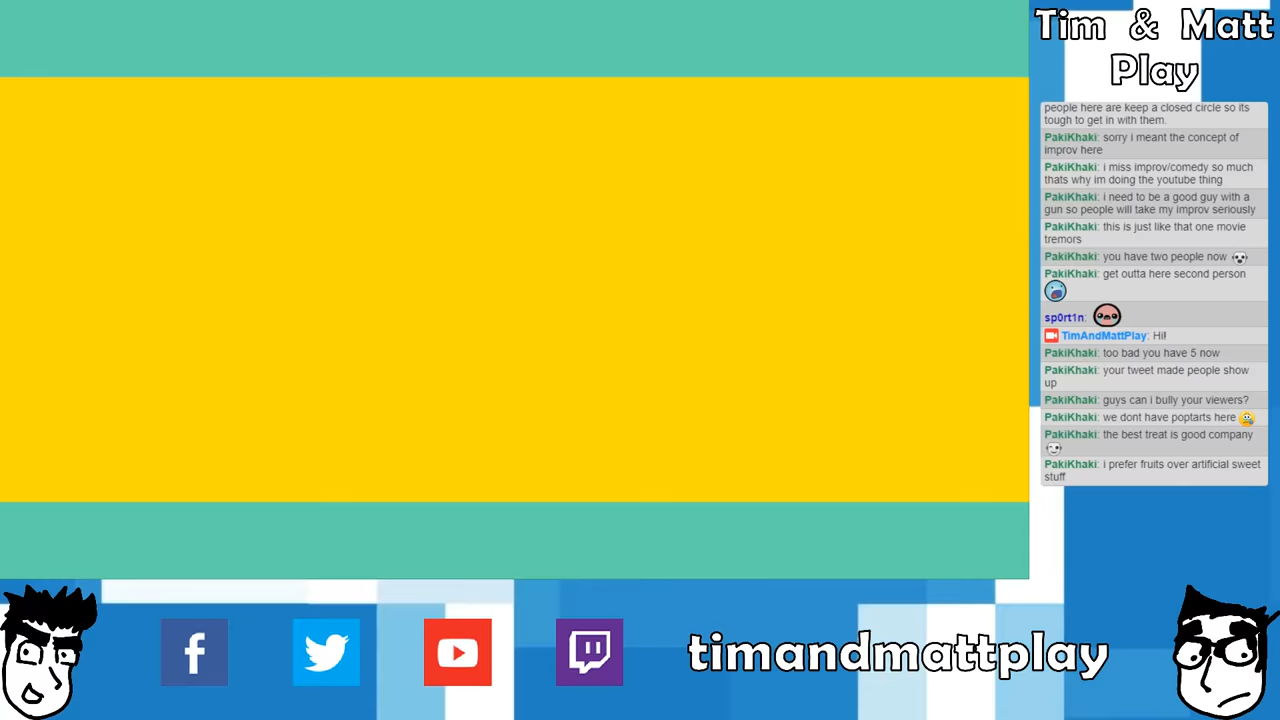 Tim & Matt
Play
people here are keep a closed circle so its
tough to get in with them.
PakiKhaki: sorry i meant the concept of
improv here
PakiKhaki: i miss improv/comedy so much
thats why im doing the youtube thing
PakiKhaki: i need to be a good guy with a
gun so people will take my improv seriously
PakiKhaki: this is just like that one movie
tremors
PakiKhaki: you have two people now
PakiKhaki: get outta here second person
sp0rt1n:
TimAndMattPlay: Hi!
PakiKhaki: too bad you have 5 now
PakiKhaki: your tweet made people show
up
PakiKhaki: guys can i bully your viewers?
PakiKhaki: we dont have poptarts here
PakiKhaki: the best treat is good company
PakiKhaki: i prefer fruits over artificial sweet
stuff
timandmattplay